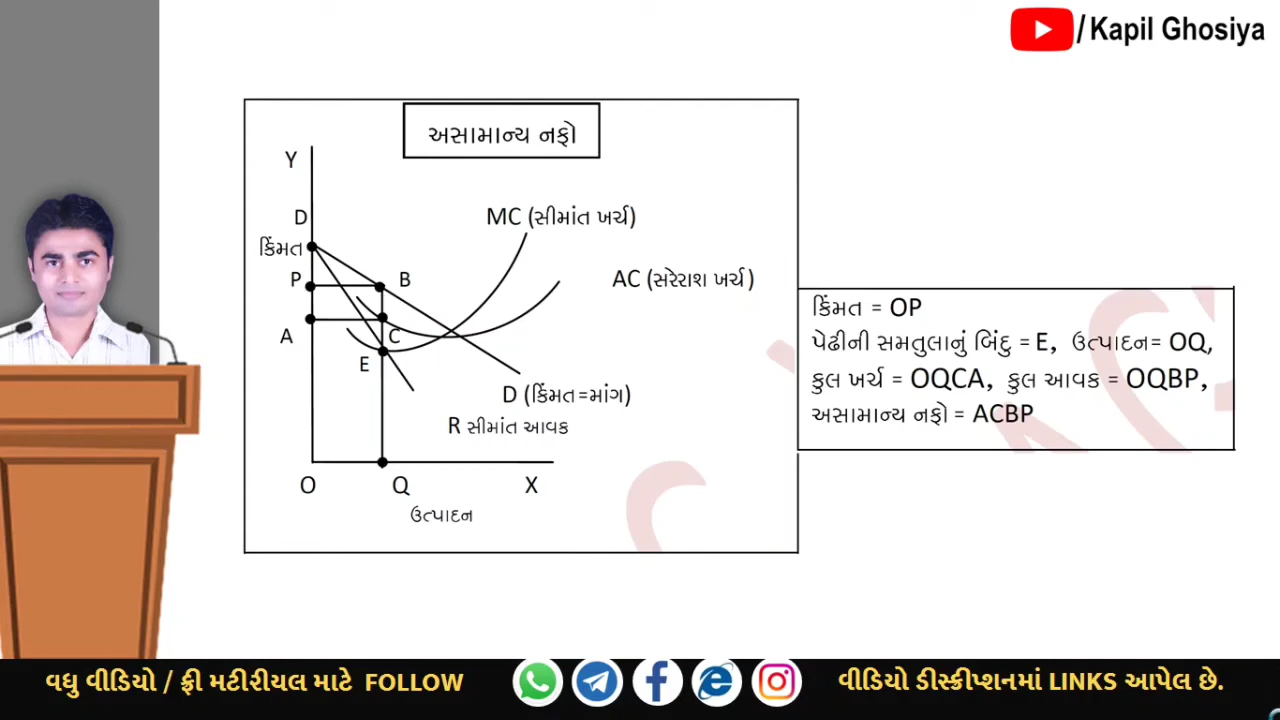 /Kapil Ghosiya
અસામાન્ય નફો
Y
D
MC (સીમાંત ખર્ચ)
કિંમત
P
B
AC (સરેરાશ ખર્ચ)
A
C
E
D (કિંમત=માંગ)
R સીમાંત આવક
O
Q
X
ઉત્પાદન
કિંમત = OP
પેઢીની સમતુલાનું બિંદુ = E, ઉત્પાદન= OQ,
કુલ ખર્ચ = OQCA, કુલ આવક = OQBP,
અસામાન્ય નફો = ACBP
વધુ વીડિયો / ફ્રી મટીરીયલ માટે FOLLOW
વીડિયો ડીસ્ક્રીપ્શનમાં LINKS આપેલ છે.